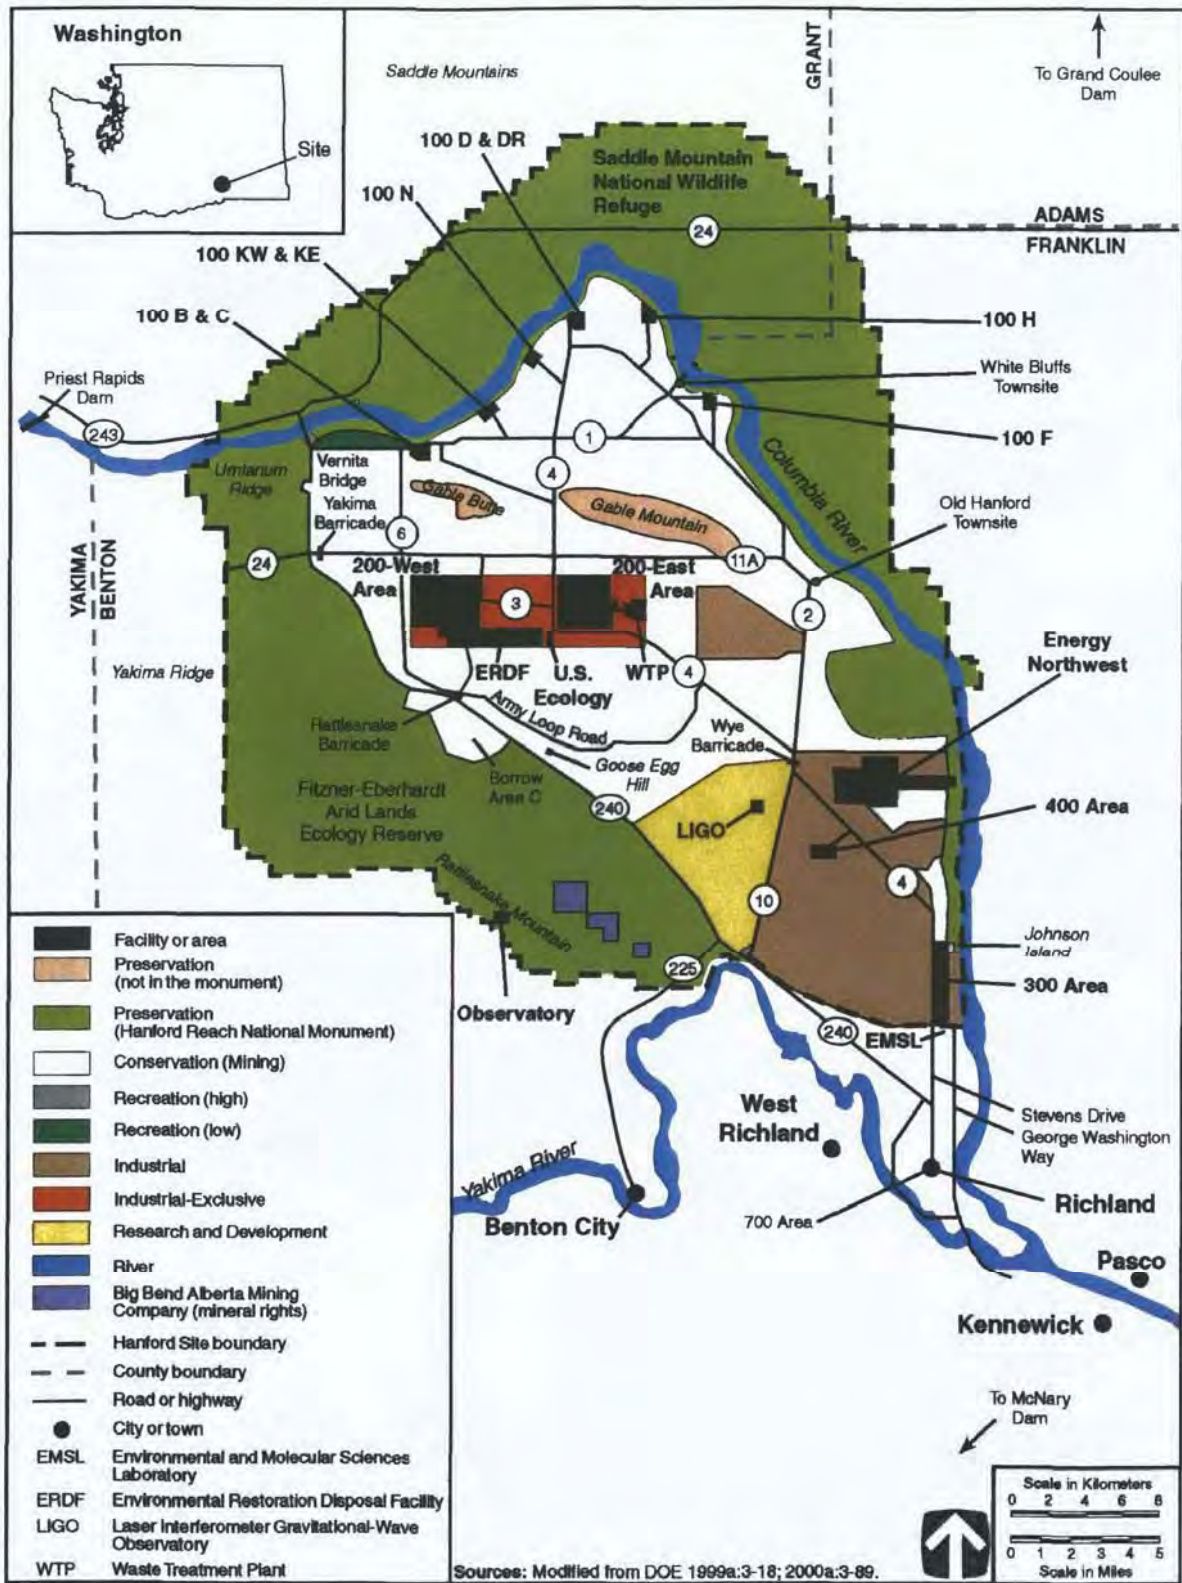 Washington
Site
Saddle Mountains
GRANT
To Grand Coulee
Dam
100 D & DR
Saddle Mountain
National Wildlife
Refuge
100 N
24
ADAMS
FRANKLIN
100 KW & KE
100 B & C
100 H
Priest Rapids
Dam
White Bluffs
Townsite
243
1
100 F
Umtanum
Ridge
Vernita
Bridge
4
Columbia River
Gable Butte
Gable Mountain
Yakima
Barricade
6
Old Hanford
Townsite
24
11A
YAKIMA
BENTON
200-West
Area
200-East
Area
3
2
Energy
Northwest
Yakima Ridge
ERDF
U.S.
Ecology
WTP
4
Army Loop Road
Rattlesnake
Barricade
Wye
Barricade
Goose Egg
Hill
Borrow
Area C
Fitzner-Eberhardt
Arid Lands
Ecology Reserve
240
400 Area
LIGO
4
Rattlesnake Mountain
10
Johnson
Island
225
300 Area
Observatory
240
EMSL
West
Richland
Stevens Drive
George Washington
Way
Yakima River
Richland
Benton City
700 Area
Pasco
Kennewick
To McNary
Dam
Facility or area
Preservation
(not in the monument)
Preservation
(Hanford Reach National Monument)
Conservation (Mining)
Recreation (high)
Recreation (low)
Industrial
Industrial-Exclusive
Research and Development
River
Big Bend Alberta Mining
Company (mineral rights)
Hanford Site boundary
County boundary
Road or highway
City or town
EMSL Environmental and Molecular Sciences
Laboratory
ERDF Environmental Restoration Disposal Facility
LIGO Laser Interferometer Gravitational-Wave
Observatory
WTP Waste Treatment Plant
Sources: Modified from DOE 1999a:3-18; 2000a:3-89.
Scale in Kilometers
0 2 4 6 8
0 1 2 3 4 5
Scale in Miles